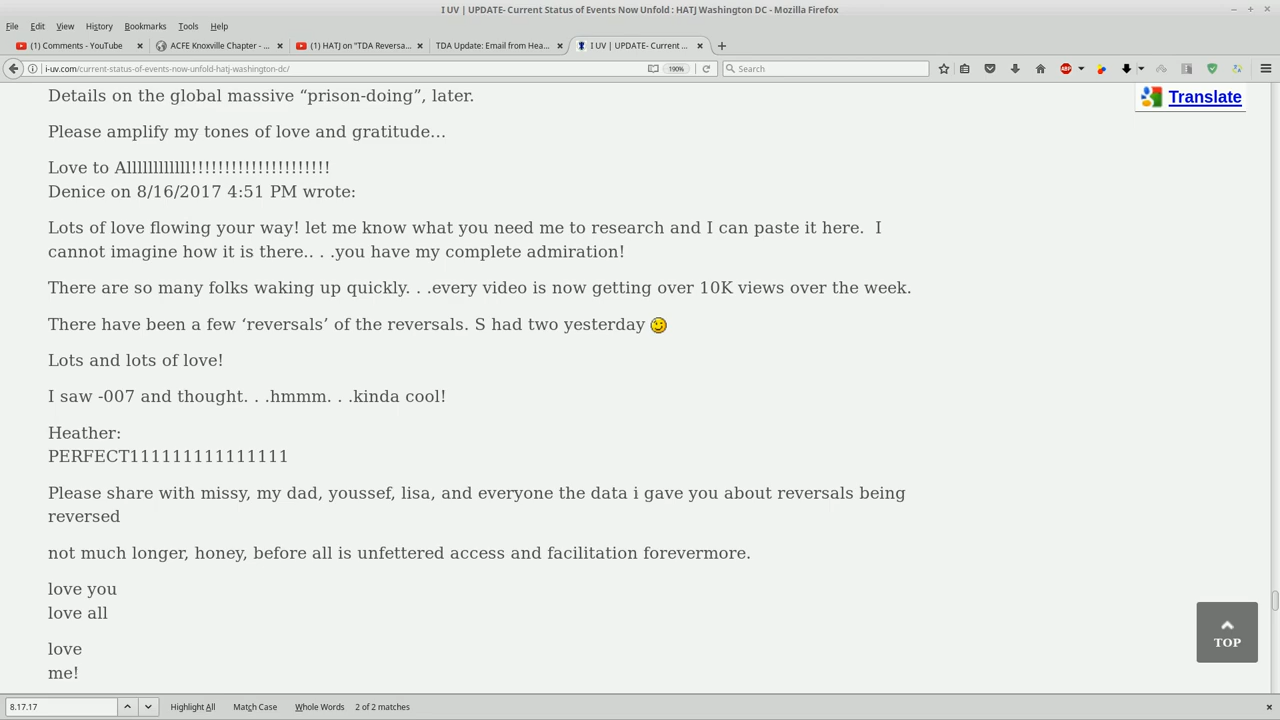 I UV | UPDATE- Current Status of Events Now Unfold : HATJ Washington DC - Mozilla Firefox
File Edit View History Bookmarks Tools Help
(1) Comments - YouTube
ACFE Knoxville Chapter - ...
(1) HATJ on "TDA Reversa...
TDA Update: Email from Hea...
I UV | UPDATE- Current ...
i-uv.com/current-status-of-events-now-unfold-hatj-washington-dc/
190%
Search
ABP
Translate
Details on the global massive “prison-doing”, later.
Please amplify my tones of love and gratitude…
Love to Alllllllllll!!!!!!!!!!!!!!!!!!!!!
Denice on 8/16/2017 4:51 PM wrote:
Lots of love flowing your way! let me know what you need me to research and I can paste it here.  I
cannot imagine how it is there.. . .you have my complete admiration!
There are so many folks waking up quickly. . .every video is now getting over 10K views over the week.
There have been a few ‘reversals’ of the reversals. S had two yesterday
Lots and lots of love!
I saw -007 and thought. . .hmmm. . .kinda cool!
Heather:
PERFECT111111111111111
Please share with missy, my dad, youssef, lisa, and everyone the data i gave you about reversals being
reversed
not much longer, honey, before all is unfettered access and facilitation forevermore.
love you
love all
love
me!
TOP
8.17.17
Highlight All Match Case Whole Words 2 of 2 matches